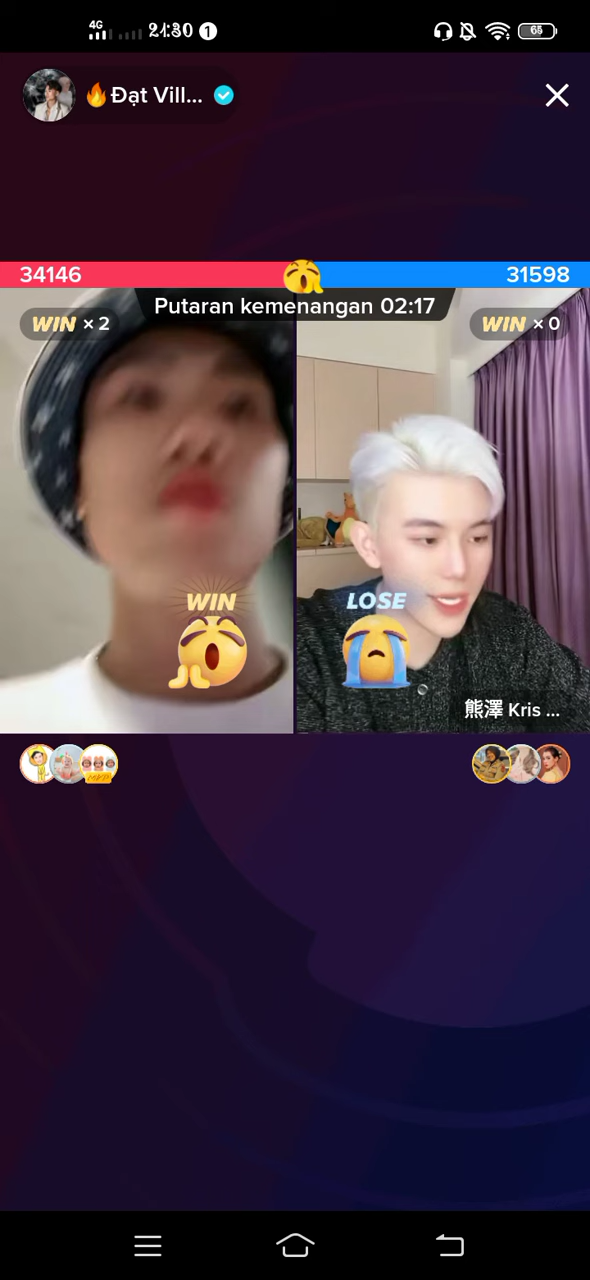 4G 21:30 1 65
🔥Đạt Vill...
34146 31598
Putaran kemenangan 02:17
WIN × 2 WIN × 0
WIN LOSE
熊澤 Kris ...